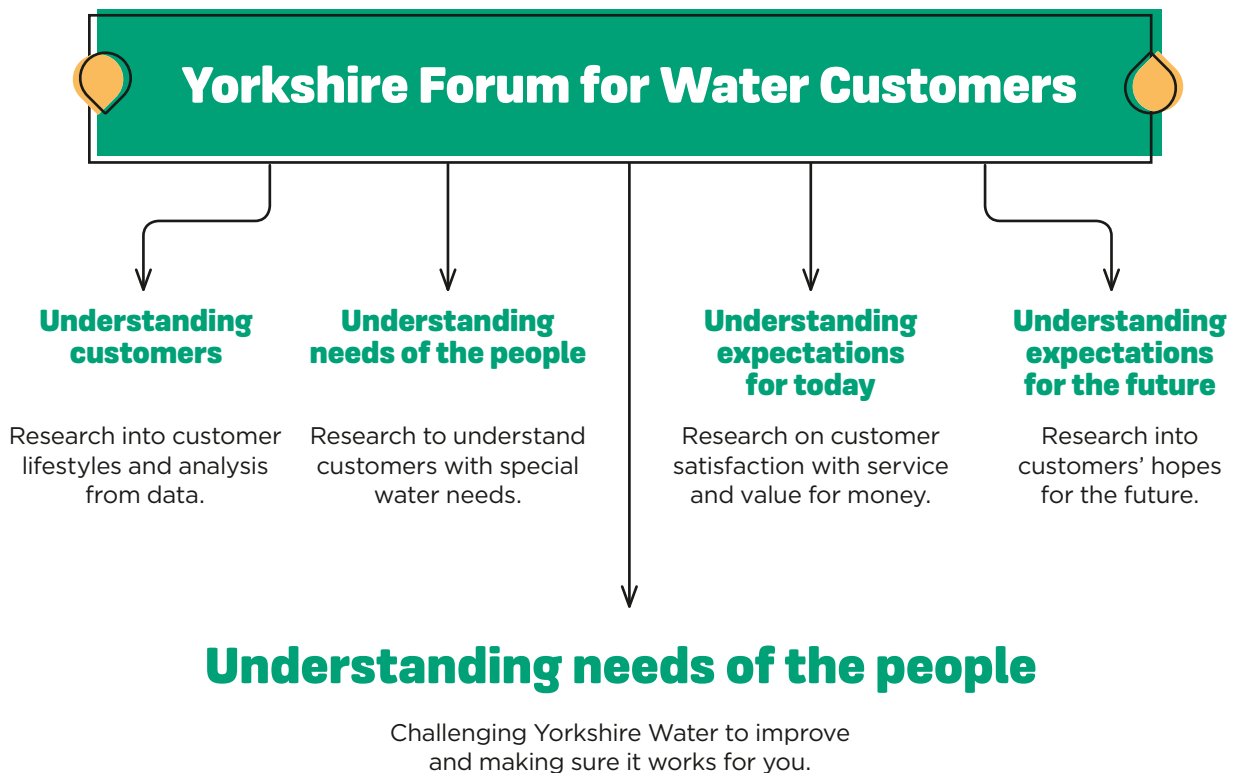 Yorkshire Forum for Water Customers
Understanding
customers
Research into customer
lifestyles and analysis
from data.
Understanding
needs of the people
Research to understand
customers with special
water needs.
Understanding
expectations
for today
Research on customer
satisfaction with service
and value for money.
Understanding
expectations
for the future
Research into
customers’ hopes
for the future.
Understanding needs of the people
Challenging Yorkshire Water to improve
and making sure it works for you.